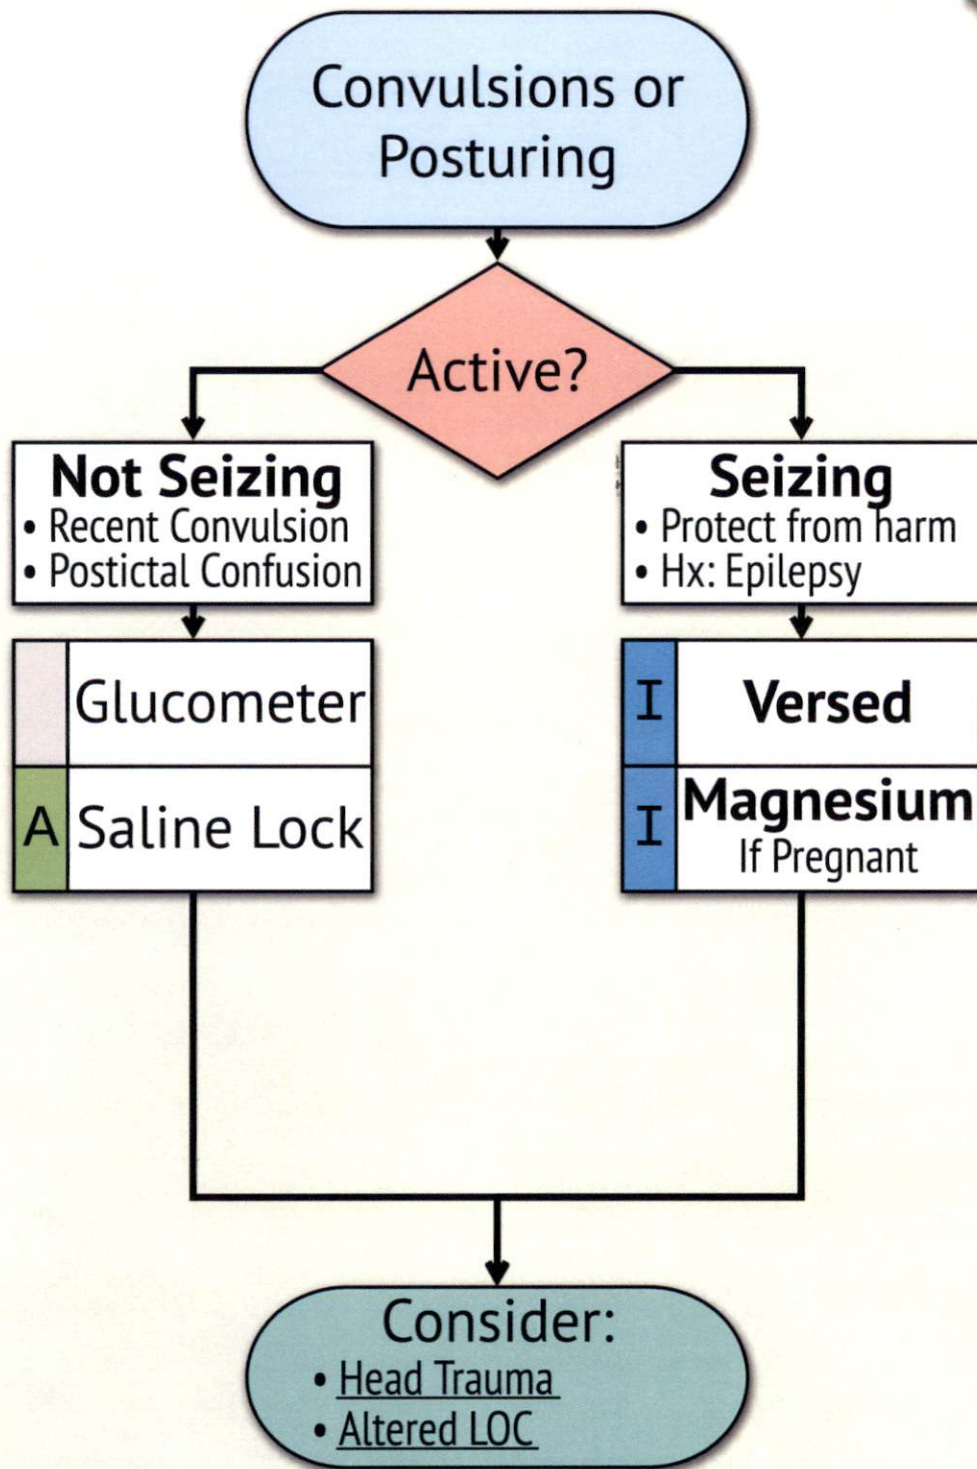 Convulsions or
Posturing
Active?
Not Seizing
• Recent Convulsion
• Postictal Confusion
Seizing
• Protect from harm
• Hx: Epilepsy
Glucometer
A Saline Lock
I Versed
I Magnesium
If Pregnant
Consider:
• Head Trauma
• Altered LOC